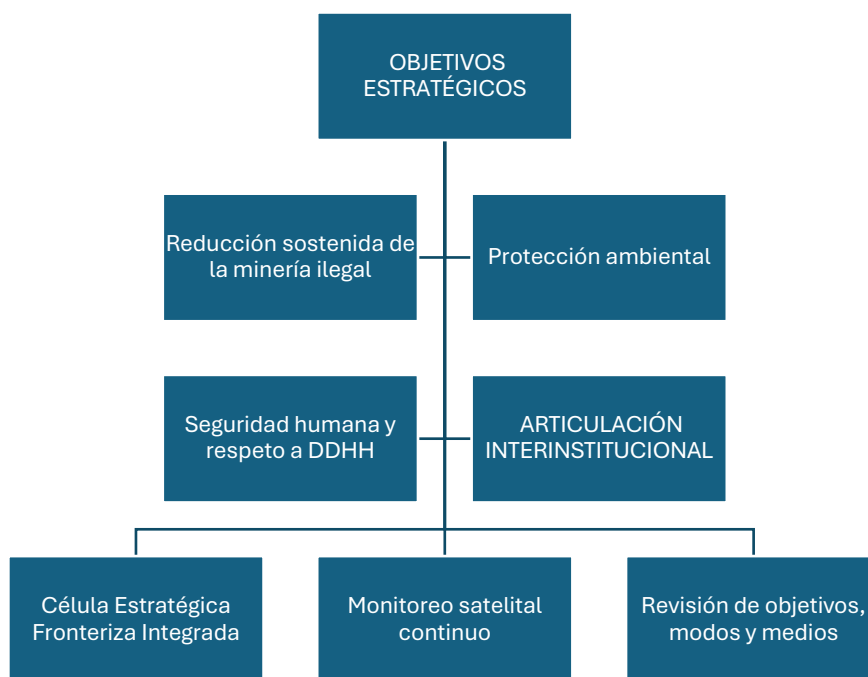 OBJETIVOS
ESTRATÉGICOS
Reducción sostenida de
la minería ilegal
Protección ambiental
Seguridad humana y
respeto a DDHH
ARTICULACIÓN
INTERINSTITUCIONAL
Célula Estratégica
Fronteriza Integrada
Monitoreo satelital
continuo
Revisión de objetivos,
modos y medios